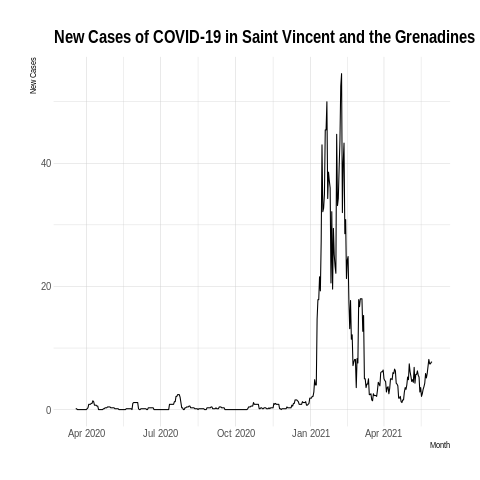 New Cases of COVID-19 in Saint Vincent and the Grenadines
New Cases
40
20
0
Apr 2020 Jul 2020 Oct 2020 Jan 2021 Apr 2021
Month